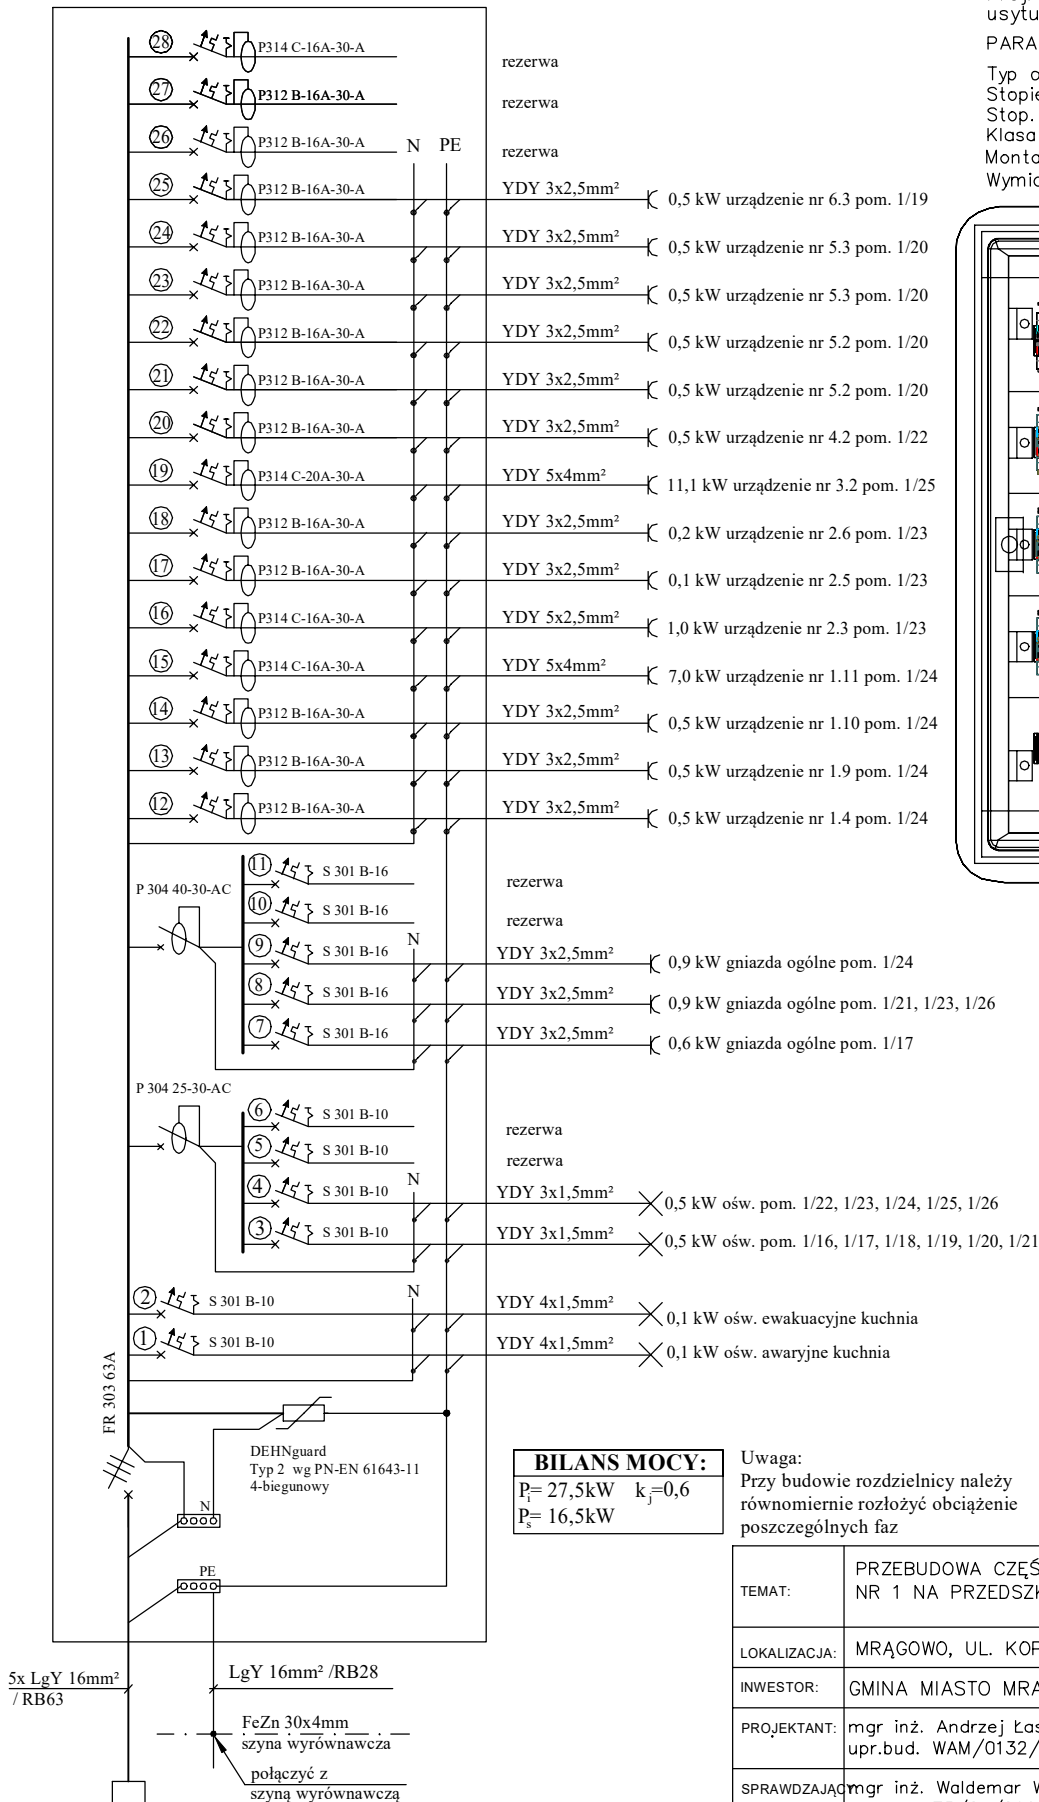 usytu
PARA
Typ o
Stopie
Stop.
Klasa
Monta
Wymia
28 P314 C-16A-30-A rezerwa
27 P312 B-16A-30-A rezerwa
26 P312 B-16A-30-A rezerwa
N PE
25 P312 B-16A-30-A YDY 3x2,5mm² 0,5 kW urządzenie nr 6.3 pom. 1/19
24 P312 B-16A-30-A YDY 3x2,5mm² 0,5 kW urządzenie nr 5.3 pom. 1/20
23 P312 B-16A-30-A YDY 3x2,5mm² 0,5 kW urządzenie nr 5.3 pom. 1/20
22 P312 B-16A-30-A YDY 3x2,5mm² 0,5 kW urządzenie nr 5.2 pom. 1/20
21 P312 B-16A-30-A YDY 3x2,5mm² 0,5 kW urządzenie nr 5.2 pom. 1/20
20 P312 B-16A-30-A YDY 3x2,5mm² 0,5 kW urządzenie nr 4.2 pom. 1/22
19 P314 C-20A-30-A YDY 5x4mm² 11,1 kW urządzenie nr 3.2 pom. 1/25
18 P312 B-16A-30-A YDY 3x2,5mm² 0,2 kW urządzenie nr 2.6 pom. 1/23
17 P312 B-16A-30-A YDY 3x2,5mm² 0,1 kW urządzenie nr 2.5 pom. 1/23
16 P314 C-16A-30-A YDY 5x2,5mm² 1,0 kW urządzenie nr 2.3 pom. 1/23
15 P314 C-16A-30-A YDY 5x4mm² 7,0 kW urządzenie nr 1.11 pom. 1/24
14 P312 B-16A-30-A YDY 3x2,5mm² 0,5 kW urządzenie nr 1.10 pom. 1/24
13 P312 B-16A-30-A YDY 3x2,5mm² 0,5 kW urządzenie nr 1.9 pom. 1/24
12 P312 B-16A-30-A YDY 3x2,5mm² 0,5 kW urządzenie nr 1.4 pom. 1/24
P 304 40-30-AC
11 S 301 B-16 rezerwa
10 S 301 B-16 rezerwa
N
9 S 301 B-16 YDY 3x2,5mm² 0,9 kW gniazda ogólne pom. 1/24
8 S 301 B-16 YDY 3x2,5mm² 0,9 kW gniazda ogólne pom. 1/21, 1/23, 1/26
7 S 301 B-16 YDY 3x2,5mm² 0,6 kW gniazda ogólne pom. 1/17
P 304 25-30-AC
6 S 301 B-10 rezerwa
5 S 301 B-10 rezerwa
N
4 S 301 B-10 YDY 3x1,5mm² 0,5 kW ośw. pom. 1/22, 1/23, 1/24, 1/25, 1/26
3 S 301 B-10 YDY 3x1,5mm² 0,5 kW ośw. pom. 1/16, 1/17, 1/18, 1/19, 1/20, 1/21
N
2 S 301 B-10 YDY 4x1,5mm² 0,1 kW ośw. ewakuacyjne kuchnia
1 S 301 B-10 YDY 4x1,5mm² 0,1 kW ośw. awaryjne kuchnia
FR 303 63A
DEHNguard
Typ 2 wg PN-EN 61643-11
4-biegunowy
N
PE
BILANS MOCY:
Pi= 27,5kW kj=0,6
Ps= 16,5kW
Uwaga:
Przy budowie rozdzielnicy należy
równomiernie rozłożyć obciążenie
poszczególnych faz
5x LgY 16mm²
/ RB63
LgY 16mm² /RB28
FeZn 30x4mm
szyna wyrównawcza
połączyć z
szyną wyrównawczą
TEMAT: PRZEBUDOWA CZĘŚ
NR 1 NA PRZEDSZK
LOKALIZACJA: MRĄGOWO, UL. KOP
INWESTOR: GMINA MIASTO MRĄ
PROJEKTANT: mgr inż. Andrzej Łas
upr.bud. WAM/0132/
SPRAWDZAJĄCY mgr inż. Waldemar W